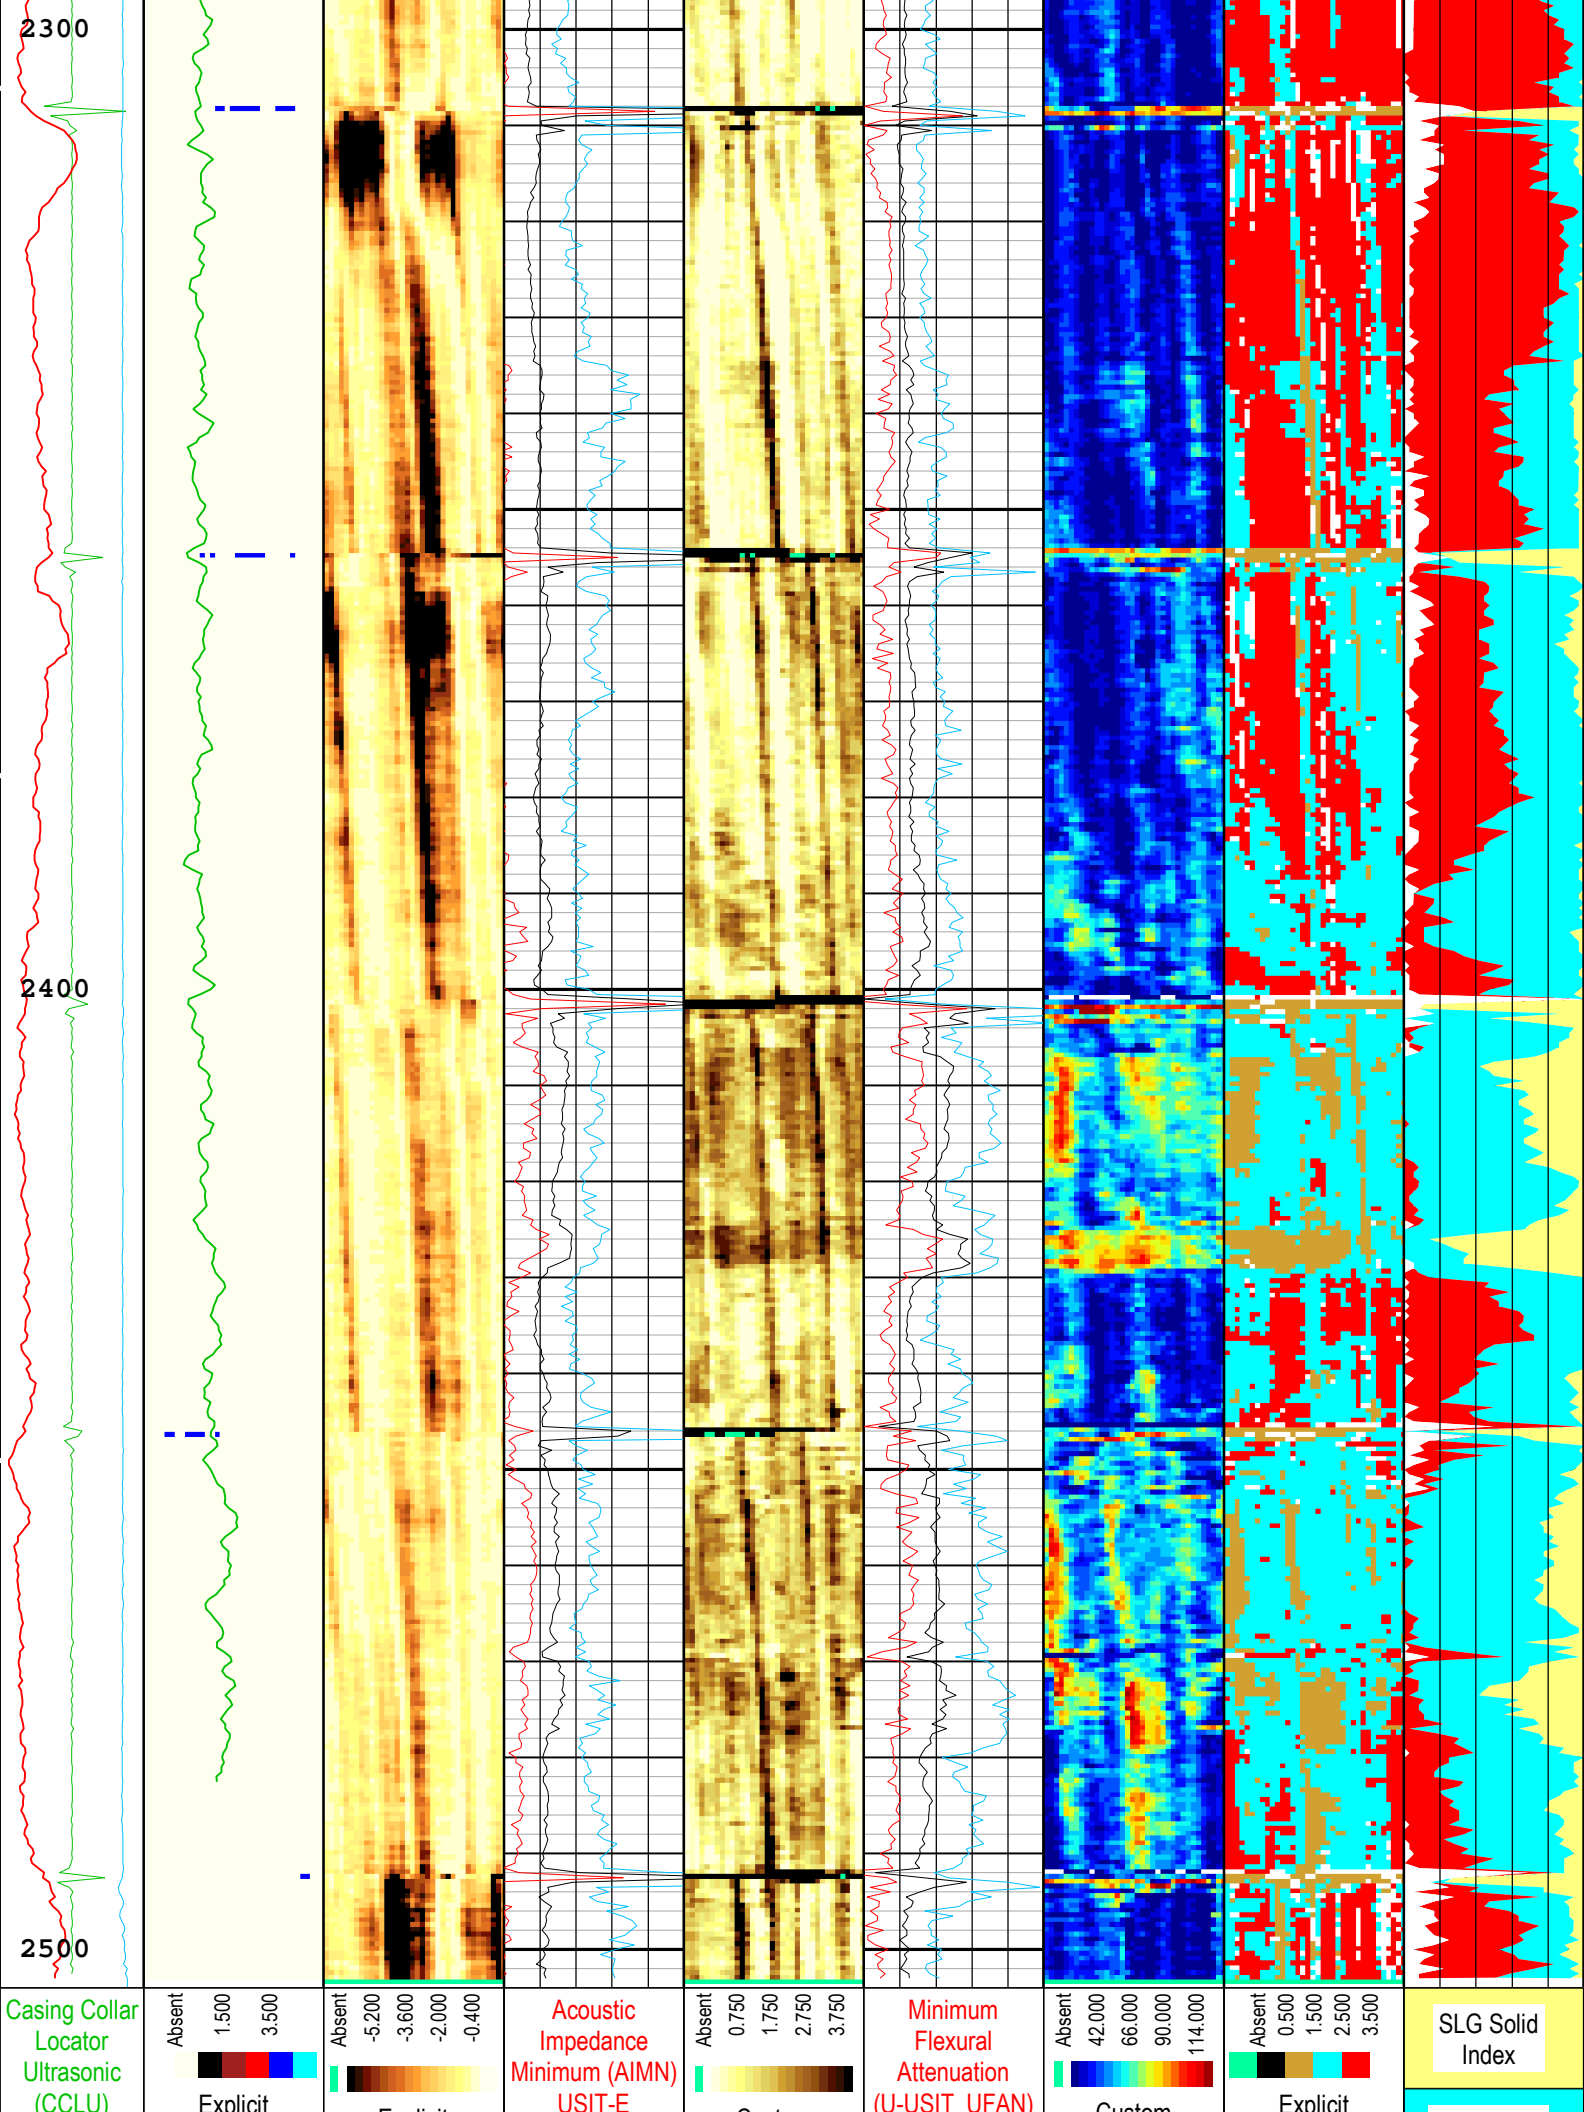 2300
2400
2500
Casing Collar
Locator
Ultrasonic
(CCLU)
Absent
1.500
3.500
Explicit
Absent
-5.200
-3.600
-2.000
-0.400
Acoustic
Impedance
Minimum (AIMN)
USIT-E
Absent
0.750
1.750
2.750
3.750
Minimum
Flexural
Attenuation
(U-USIT_UFAN)
Absent
42.000
66.000
90.000
114.000
Custom
Absent
0.500
1.500
2.500
3.500
Explicit
SLG Solid
Index